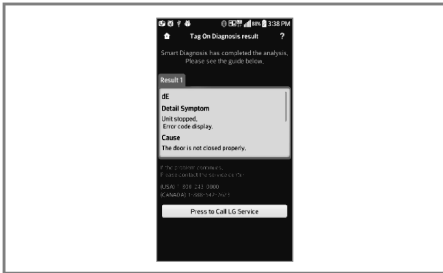 3:38 PM
Tag On Diagnosis result ?
Smart Diagnosis has completed the analysis,
Please see the guide below.
Result 1
dE
Detail Symptom
Unit stopped,
Error code display.
Cause
The door is not closed properly.
(CANADA)
Press to Call LG Service